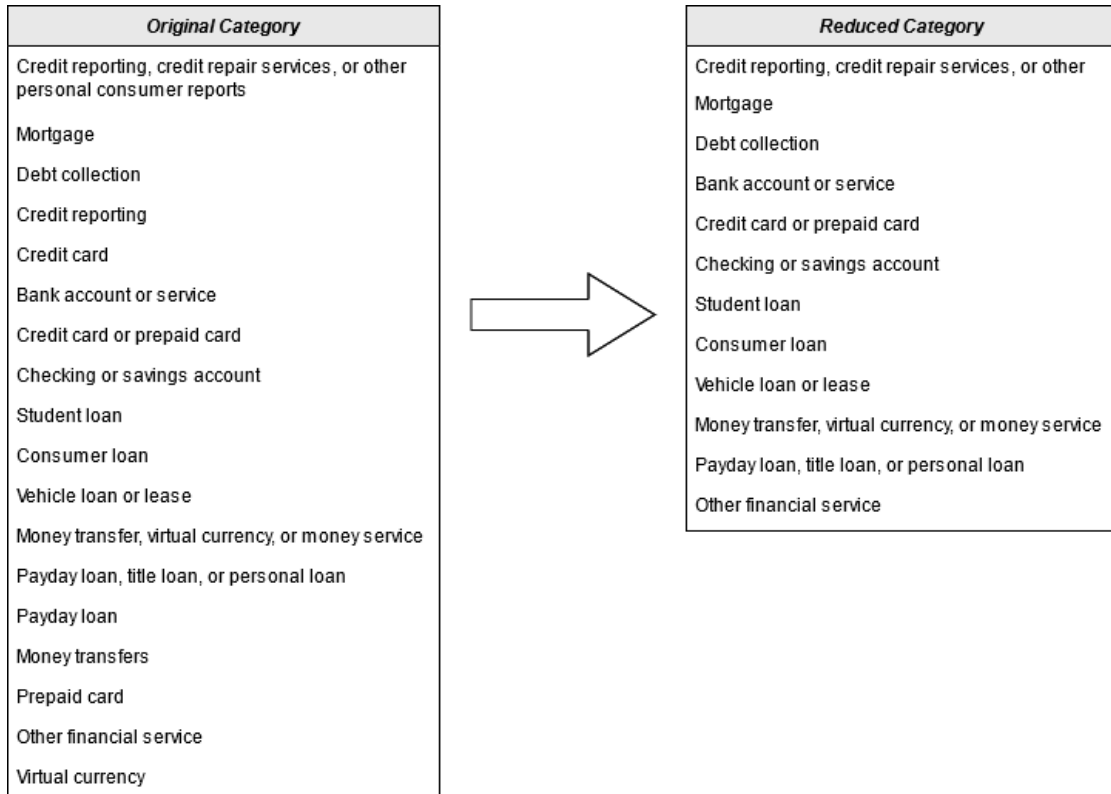 Original Category
Credit reporting, credit repair services, or other
personal consumer reports
Mortgage
Debt collection
Credit reporting
Credit card
Bank account or service
Credit card or prepaid card
Checking or savings account
Student loan
Consumer loan
Vehicle loan or lease
Money transfer, virtual currency, or money service
Payday loan, title loan, or personal loan
Payday loan
Money transfers
Prepaid card
Other financial service
Virtual currency
Reduced Category
Credit reporting, credit repair services, or other
Mortgage
Debt collection
Bank account or service
Credit card or prepaid card
Checking or savings account
Student loan
Consumer loan
Vehicle loan or lease
Money transfer, virtual currency, or money service
Payday loan, title loan, or personal loan
Other financial service